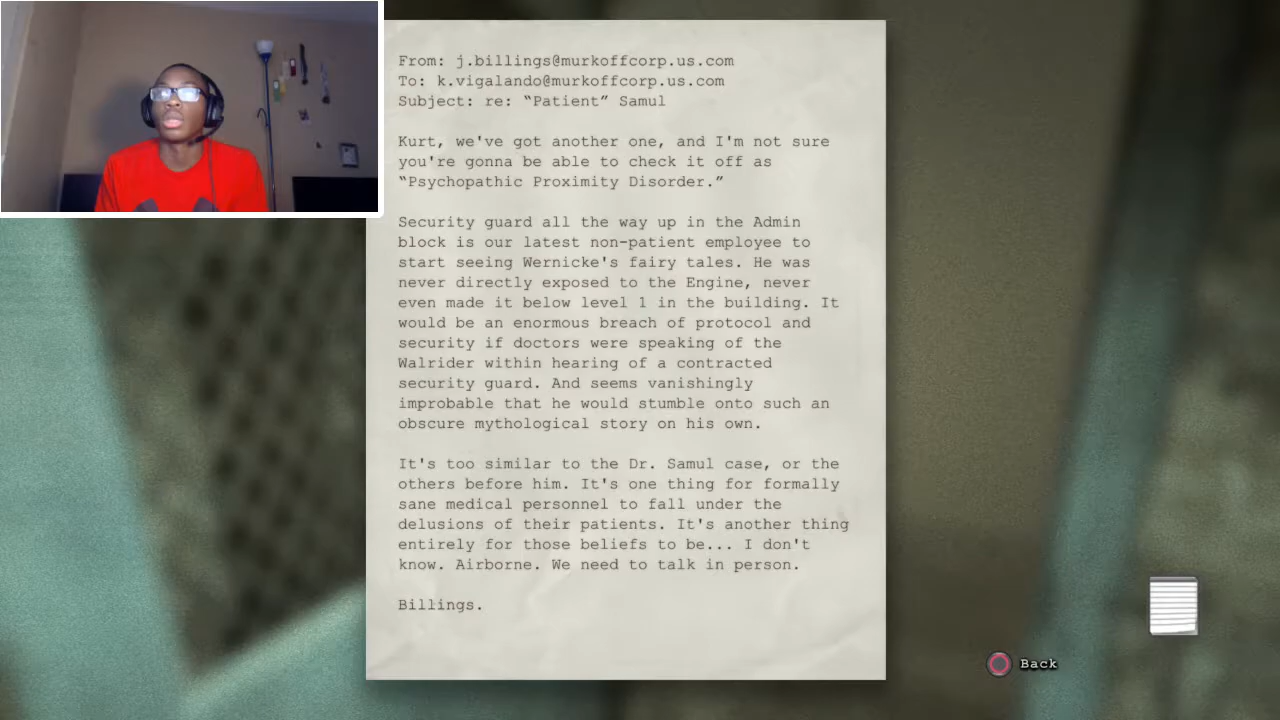 From: j.billings@murkoffcorp.us.com
To: k.vigalando@murkoffcorp.us.com
Subject: re: “Patient” Samul
Kurt, we've got another one, and I'm not sure
you're gonna be able to check it off as
“Psychopathic Proximity Disorder.”
Security guard all the way up in the Admin
block is our latest non-patient employee to
start seeing Wernicke's fairy tales. He was
never directly exposed to the Engine, never
even made it below level 1 in the building. It
would be an enormous breach of protocol and
security if doctors were speaking of the
Walrider within hearing of a contracted
security guard. And seems vanishingly
improbable that he would stumble onto such an
obscure mythological story on his own.
It's too similar to the Dr. Samul case, or the
others before him. It's one thing for formally
sane medical personnel to fall under the
delusions of their patients. It's another thing
entirely for those beliefs to be... I don't
know. Airborne. We need to talk in person.
Billings.
Back